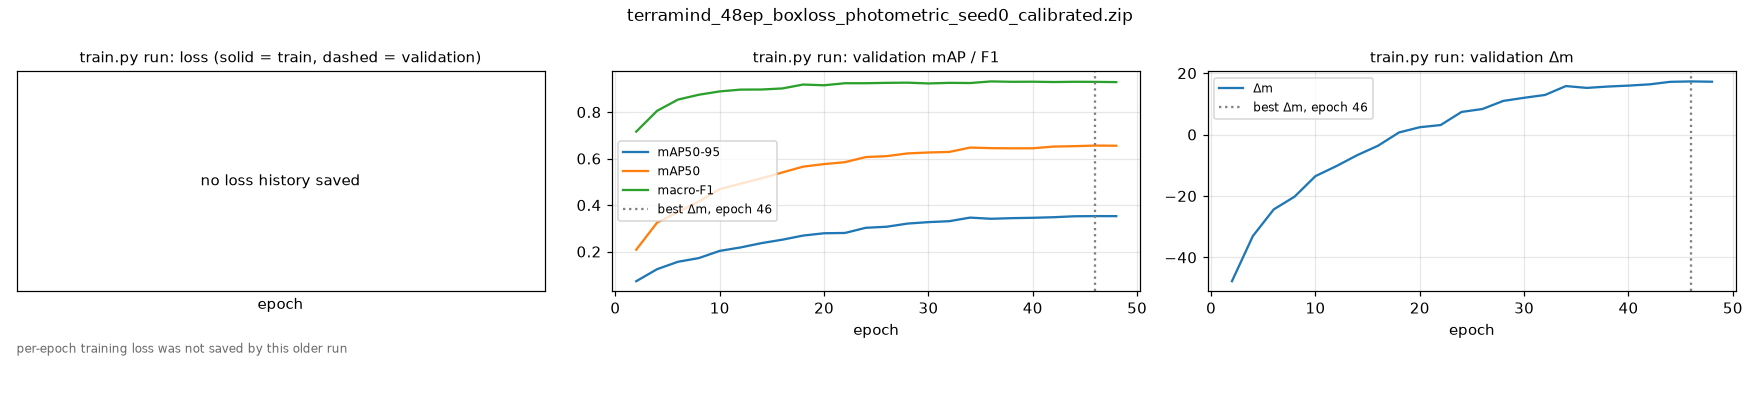 terramind_48ep_boxloss_photometric_seed0_calibrated.zip
train.py run: loss (solid = train, dashed = validation)
no loss history saved
epoch
per-epoch training loss was not saved by this older run
train.py run: validation mAP / F1
0.8
0.6
0.4
0.2
mAP50-95
mAP50
macro-F1
best Δm, epoch 46
0 10 20 30 40 50
epoch
train.py run: validation Δm
20
0
−20
−40
Δm
best Δm, epoch 46
0 10 20 30 40 50
epoch